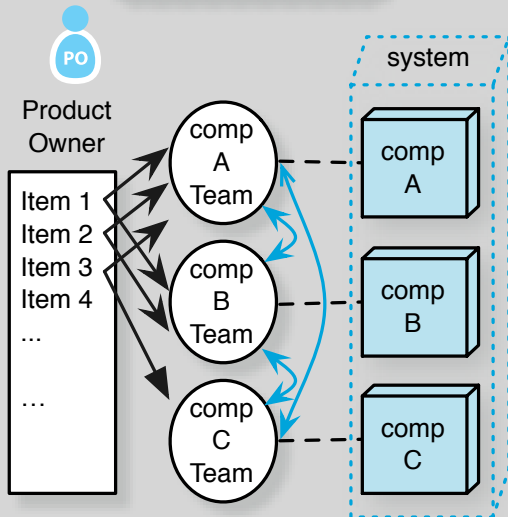 PO
Product
Owner
Item 1
Item 2
Item 3
Item 4
...
...
comp
A
Team
comp
B
Team
comp
C
Team
system
comp
A
comp
B
comp
C